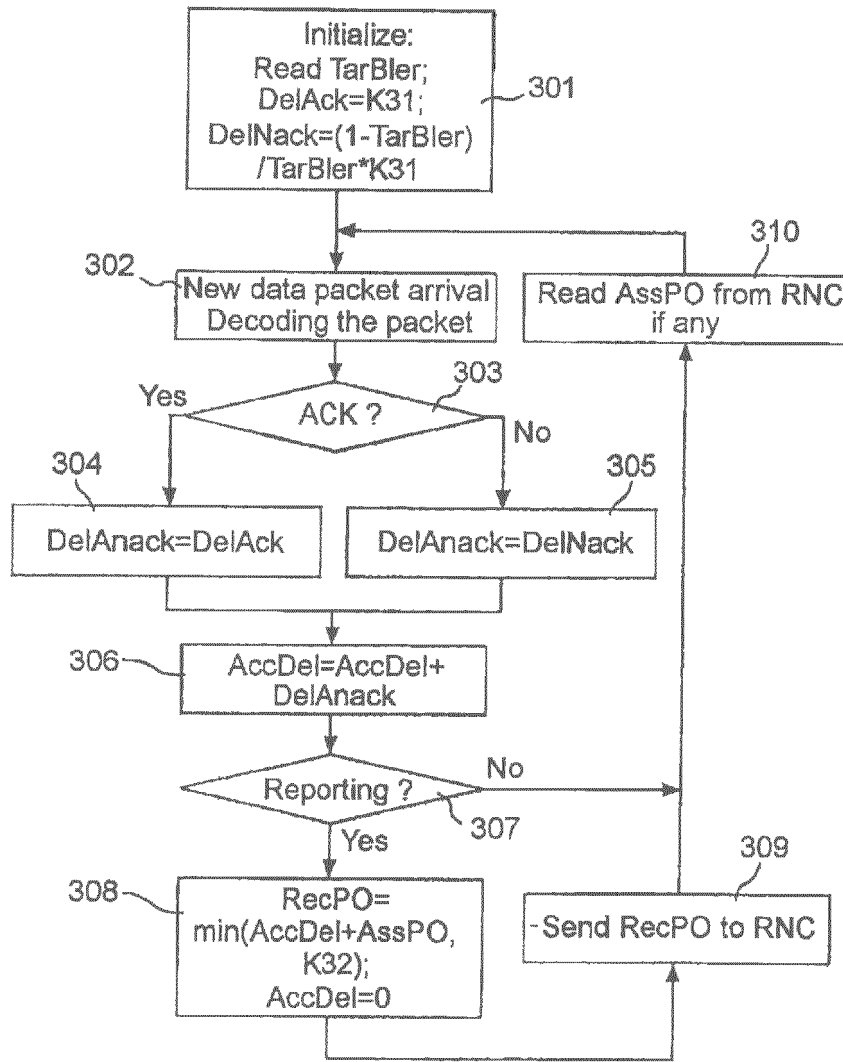 Initialize:
Read TarBler;
DelAck=K31;
DelNack=(1-TarBler)
/TarBler*K31
301
310
302
New data packet arrival
Decoding the packet
Read AssPO from RNC
if any
303
Yes
ACK ?
No
304
305
DelAnack=DelAck
DelAnack=DelNack
306
AccDel=AccDel+
DelAnack
Reporting ?
No
307
Yes
308
309
RecPO=
min(AccDel+AssPO,
K32);
AccDel=0
-Send RecPO to RNC